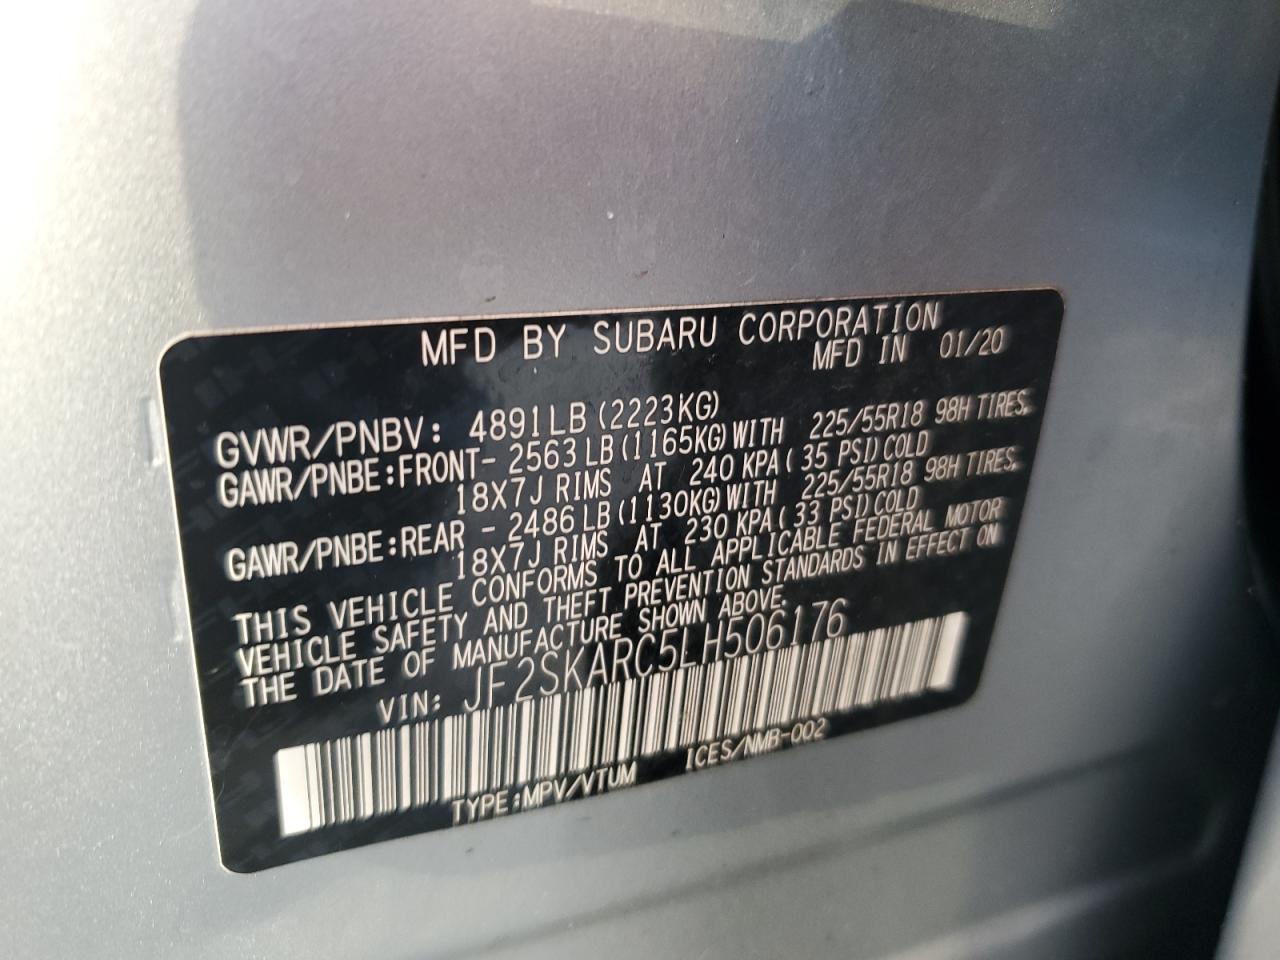 MFD BY SUBARU CORPORATION
MFD IN 01/20
GVWR/PNBV: 4891LB(2223KG)
GAWR/PNBE:FRONT- 2563LB(1165KG)WITH 225/55R18 98H TIRES,
18X7J RIMS AT 240 KPA(35 PSI)COLD
GAWR/PNBE:REAR - 2486LB(1130KG)WITH 225/55R18 98H TIRES,
18X7J RIMS AT 230 KPA(33 PSI)COLD
THIS VEHICLE CONFORMS TO ALL APPLICABLE FEDERAL MOTOR
VEHICLE SAFETY AND THEFT PREVENTION STANDARDS IN EFFECT ON
THE DATE OF MANUFACTURE SHOWN ABOVE.
VIN: JF2SKARC5LH506176
TYPE:MPV/VTUM ICES/NMB-002